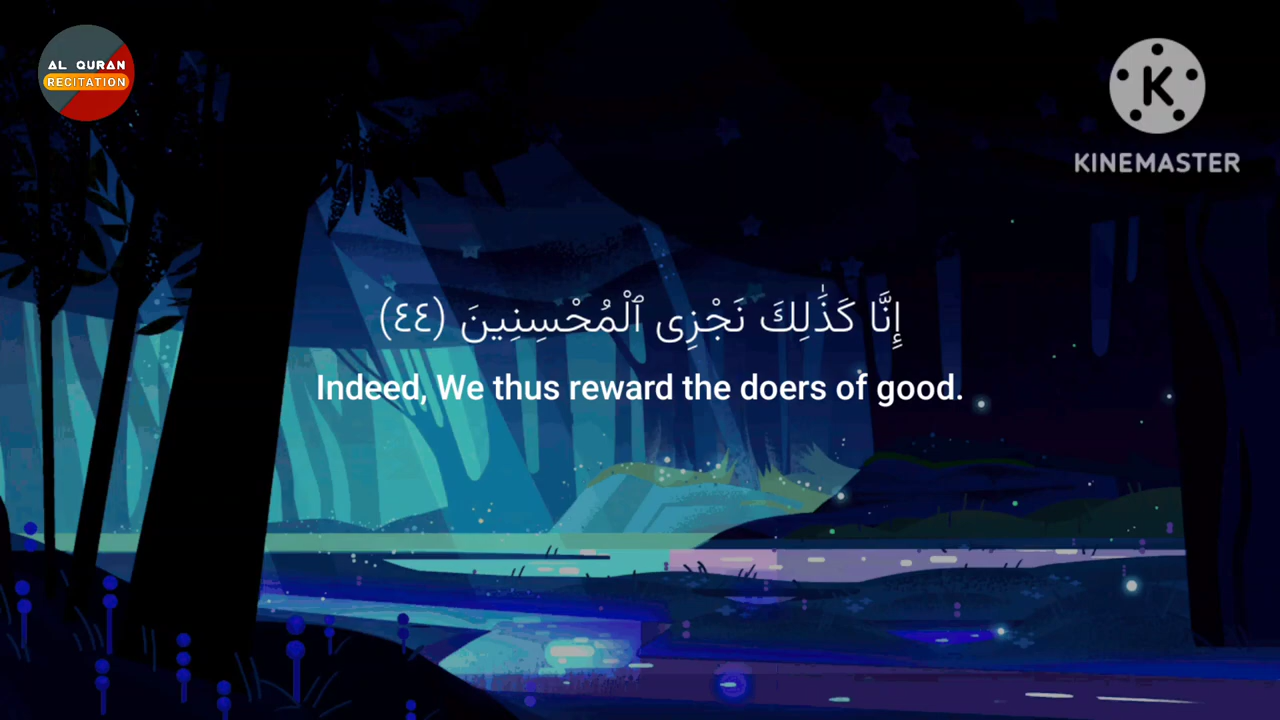 AL QURAN
RECITATION
KINEMASTER
إِنَّا كَذَٰلِكَ نَجْزِى ٱلْمُحْسِنِينَ (٤٤)
Indeed, We thus reward the doers of good.